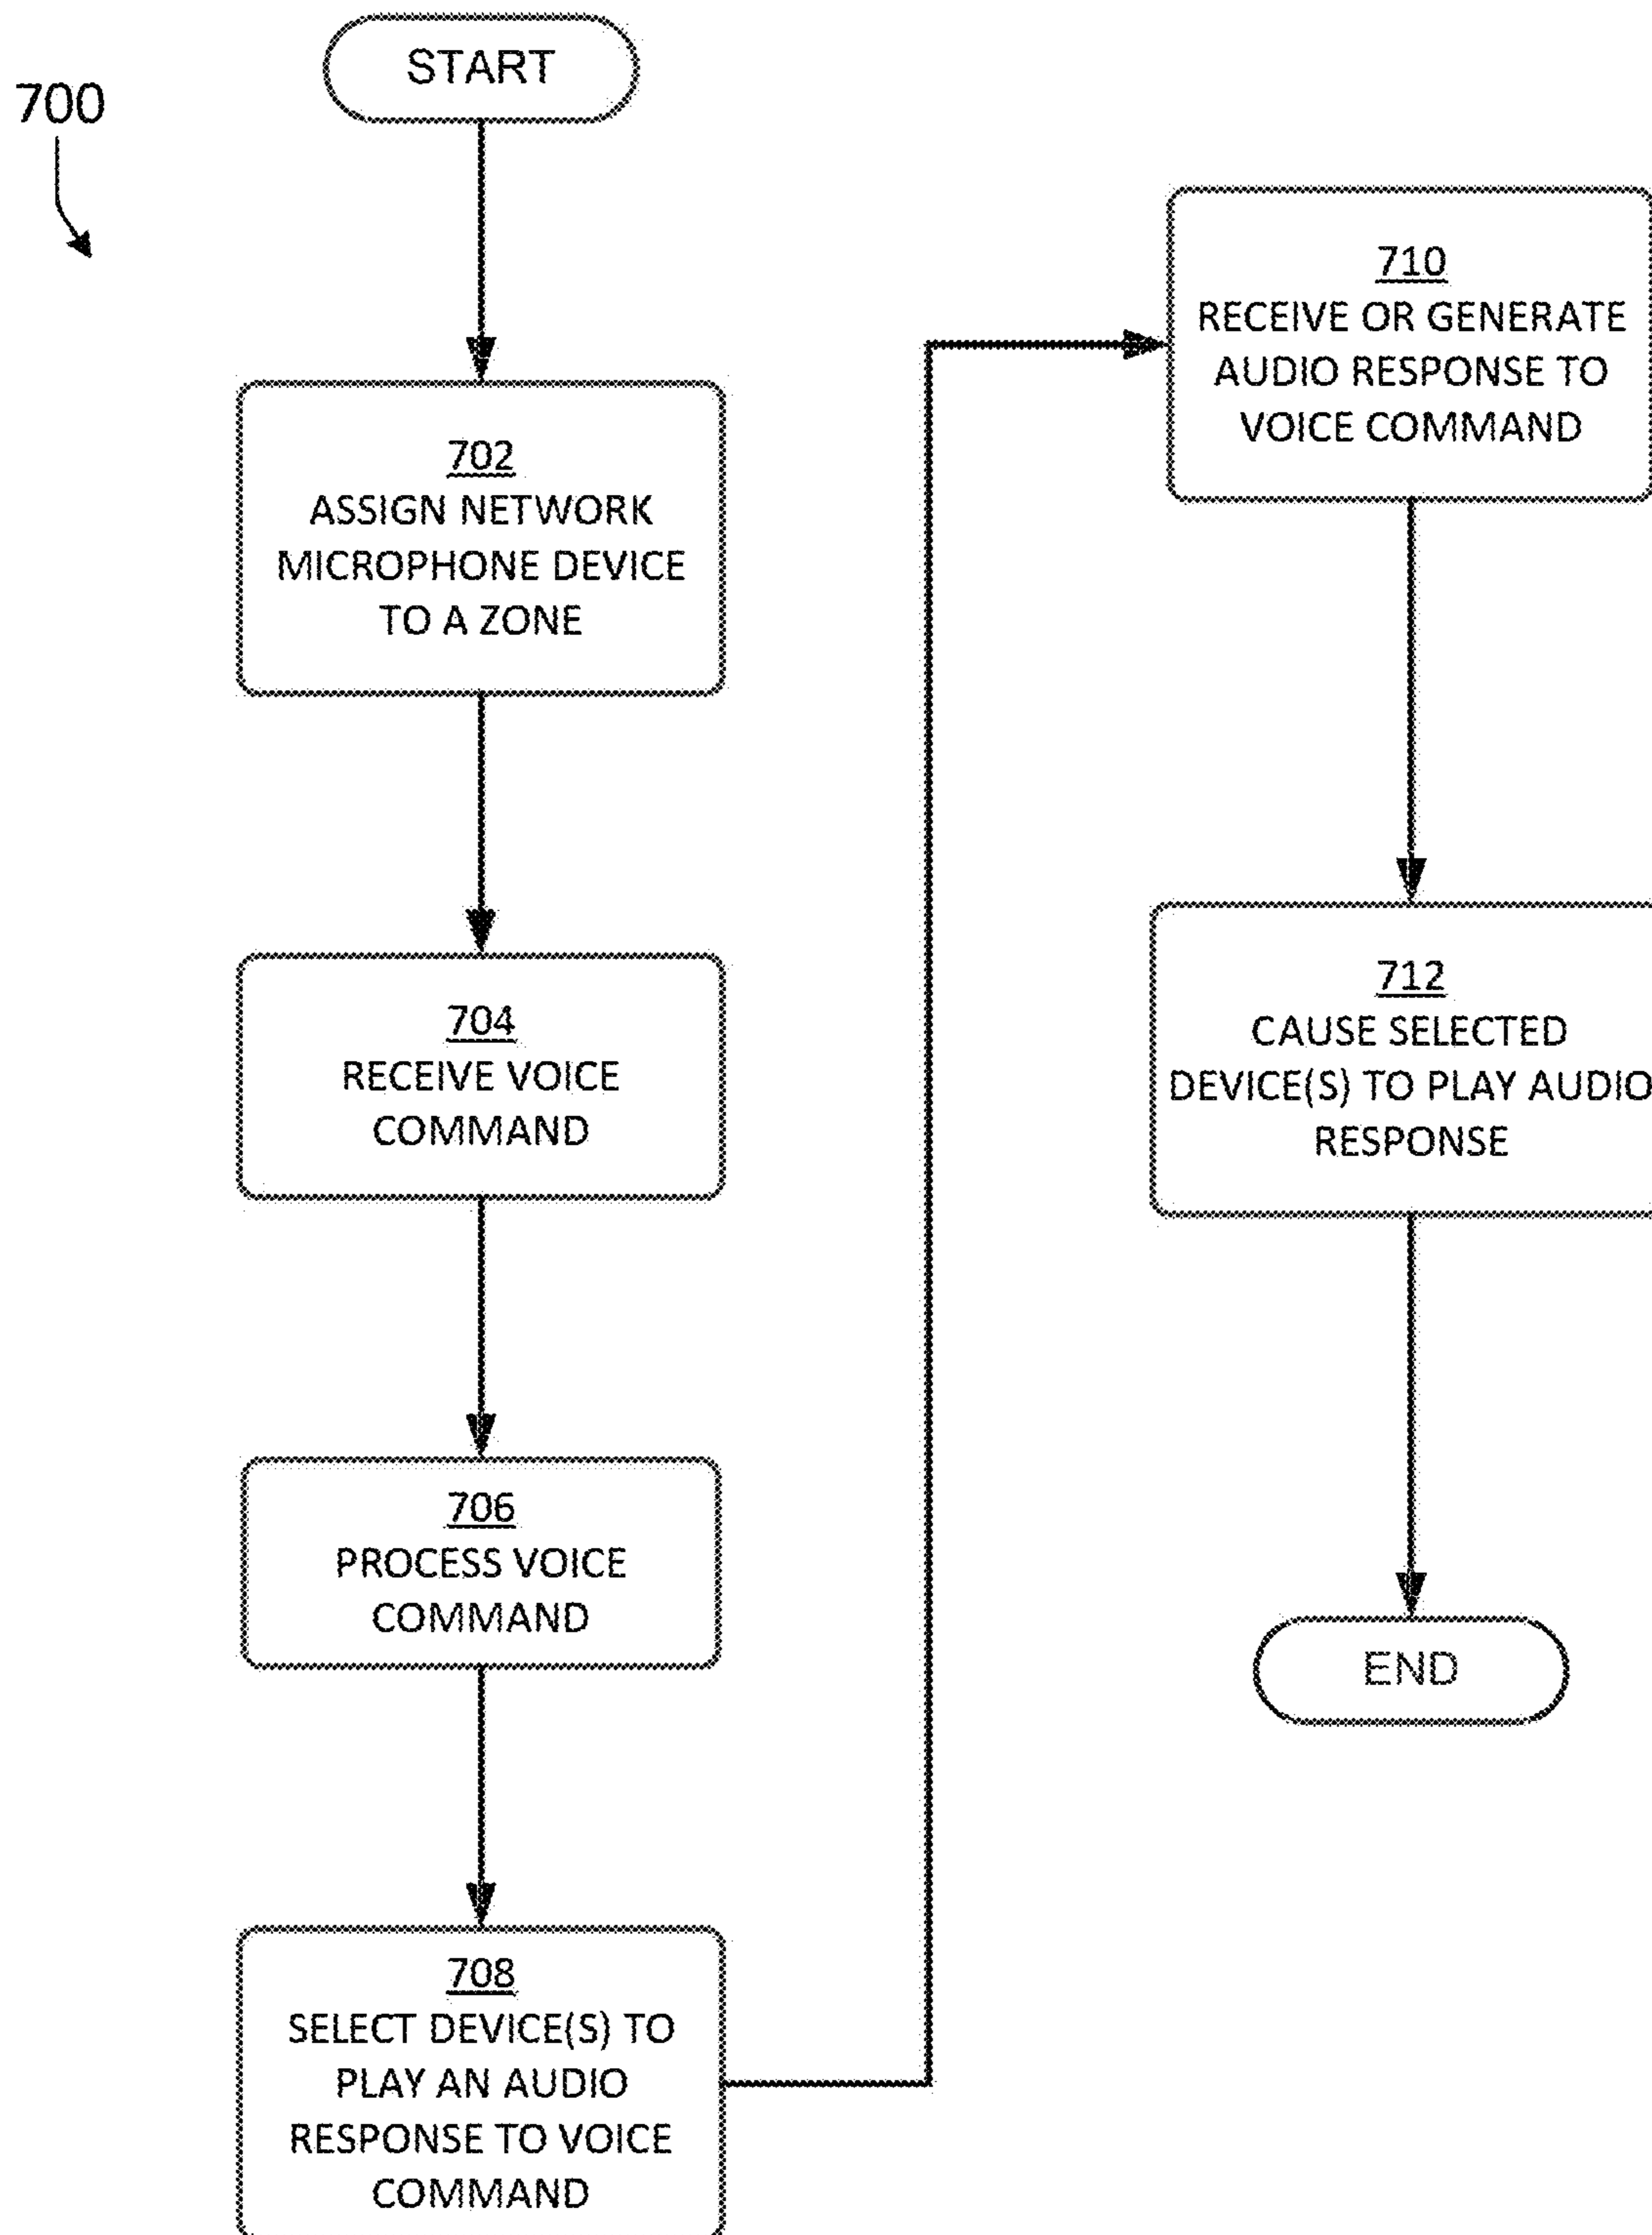 700
START
702
ASSIGN NETWORK
MICROPHONE DEVICE
TO A ZONE
704
RECEIVE VOICE
COMMAND
706
PROCESS VOICE
COMMAND
708
SELECT DEVICE(S) TO
PLAY AN AUDIO
RESPONSE TO VOICE
COMMAND
710
RECEIVE OR GENERATE
AUDIO RESPONSE TO
VOICE COMMAND
712
CAUSE SELECTED
DEVICE(S) TO PLAY AUDIO
RESPONSE
END